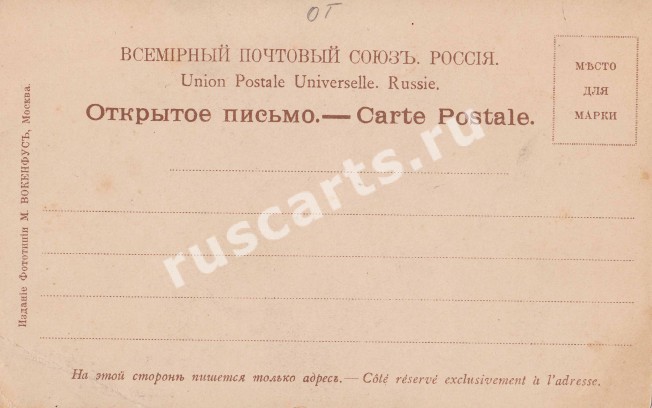 ОТ
ВСЕМІРНЫЙ ПОЧТОВЫЙ СОЮЗЪ. РОССІЯ.
Union Postale Universelle. Russie.
Открытое письмо. — Carte Postale.
МѢСТО
ДЛЯ
МАРКИ
Изданіе Фототипіи М. ВОКЕНФУСЪ, Москва.
ruscarts.ru
На этой сторонѣ пишется только адресъ. — Côté réservé exclusivement à l'adresse.